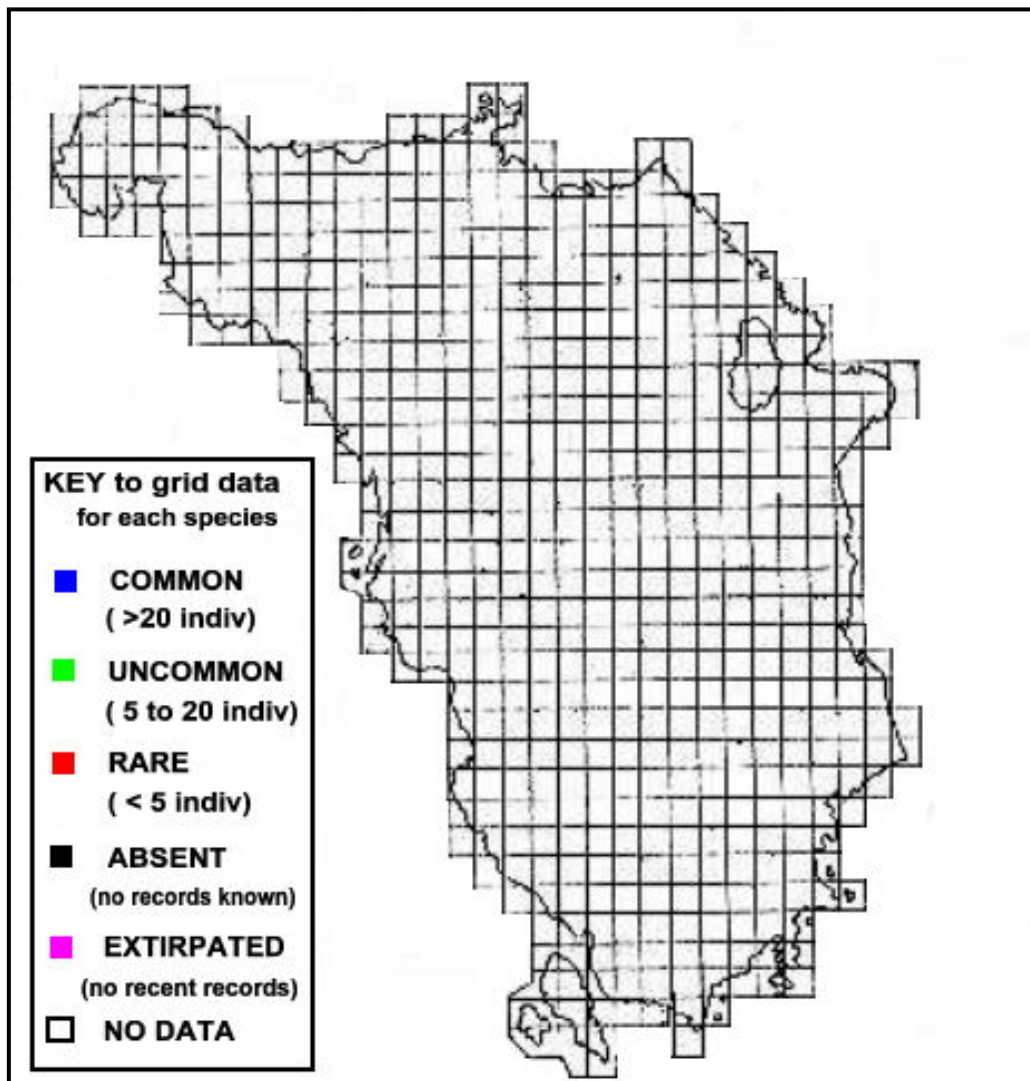 KEY to grid data
for each species
COMMON
( >20 indiv)
UNCOMMON
( 5 to 20 indiv)
RARE
( < 5 indiv)
ABSENT
(no records known)
EXTIRPATED
(no recent records)
NO DATA